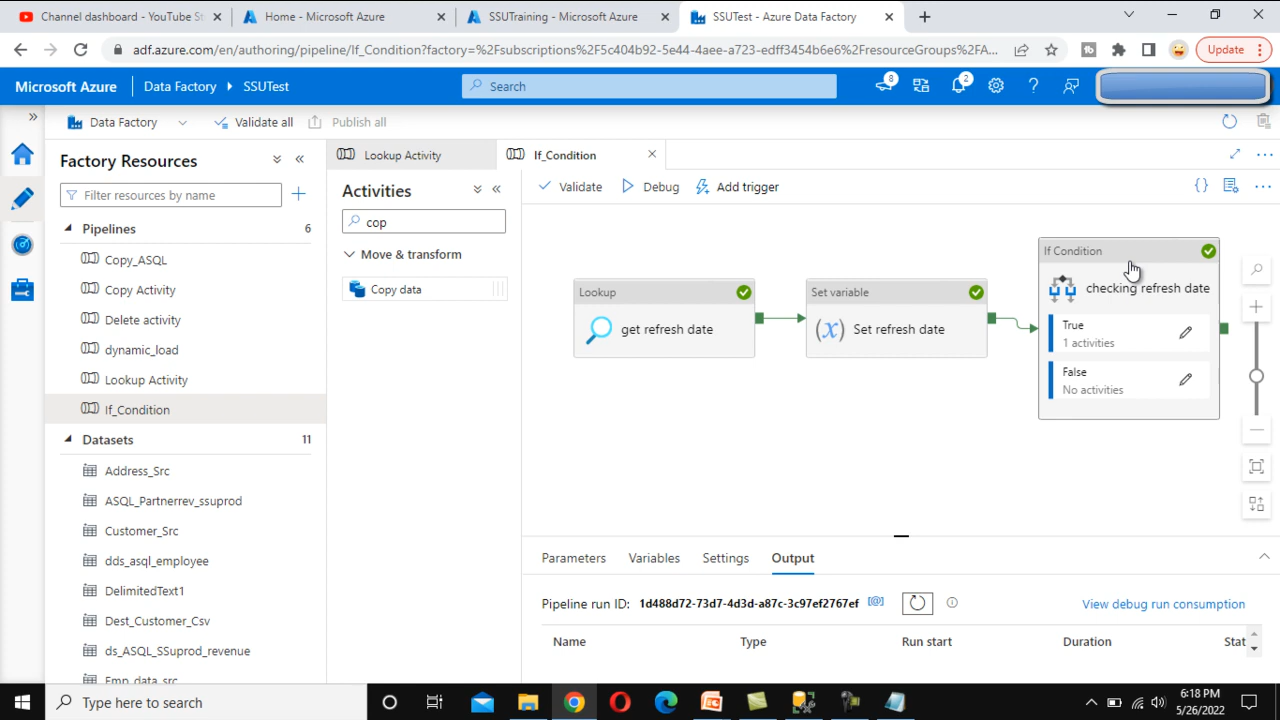 Channel dashboard - YouTube St
Home - Microsoft Azure
SSUTraining - Microsoft Azure
SSUTest - Azure Data Factory
adf.azure.com/en/authoring/pipeline/If_Condition?factory=%2Fsubscriptions%2F5c404b92-5e44-4aee-a723-edff3454b6e6%2FresourceGroups%2FA...
Update
Microsoft Azure
Data Factory
SSUTest
Search
8
2
Data Factory
Validate all
Publish all
Factory Resources
Filter resources by name
Pipelines
6
Copy_ASQL
Copy Activity
Delete activity
dynamic_load
Lookup Activity
If_Condition
Datasets
11
Address_Src
ASQL_Partnerrev_ssuprod
Customer_Src
dds_asql_employee
DelimitedText1
Dest_Customer_Csv
ds_ASQL_SSuprod_revenue
Emp_data_src
Lookup Activity
If_Condition
Activities
cop
Move & transform
Copy data
Validate
Debug
Add trigger
Lookup
get refresh date
Set variable
(x)
Set refresh date
If Condition
checking refresh date
True
1 activities
False
No activities
Parameters
Variables
Settings
Output
Pipeline run ID:
1d488d72-73d7-4d3d-a87c-3c97ef2767ef
[@]
View debug run consumption
Name
Type
Run start
Duration
Stat
Type here to search
6:18 PM
5/26/2022